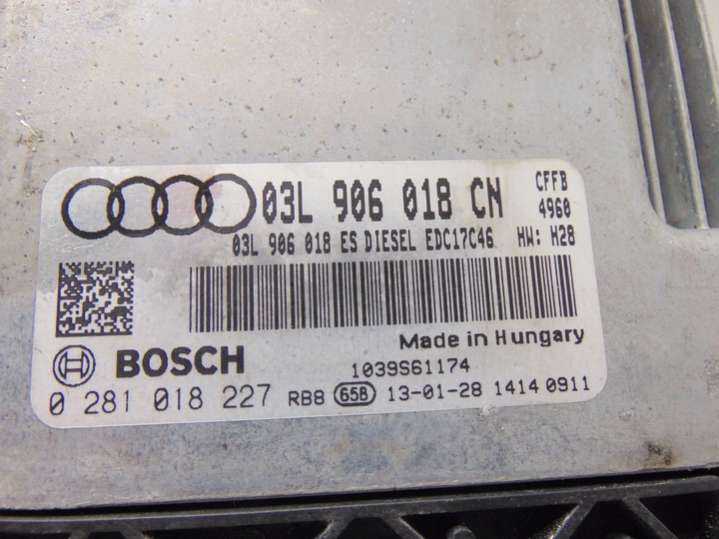 03L 906 018 CN CFFB
4960
03L 906 018 ES DIESEL EDC17C46 HW: H28
Made in Hungary
BOSCH 1039S61174
0 281 018 227 RB8 658 13-01-28 1414 0911